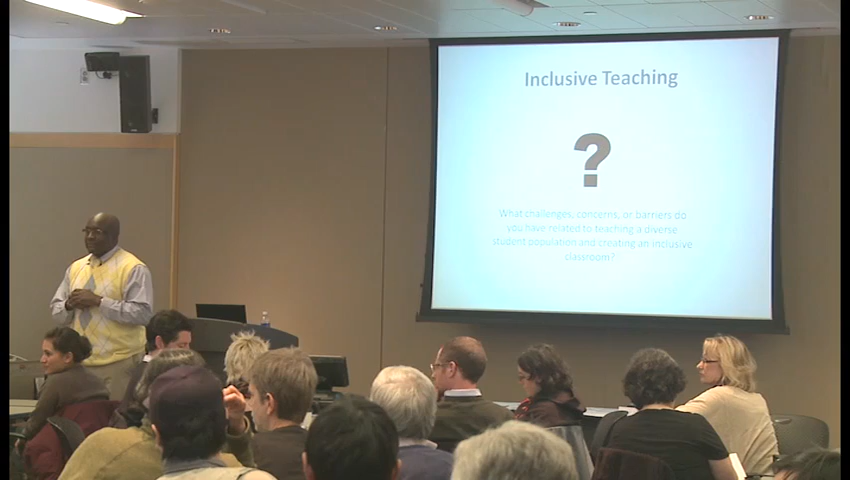 Inclusive Teaching
?
What challenges, concerns, or barriers do
you have related to teaching a diverse
student population and creating an inclusive
classroom?